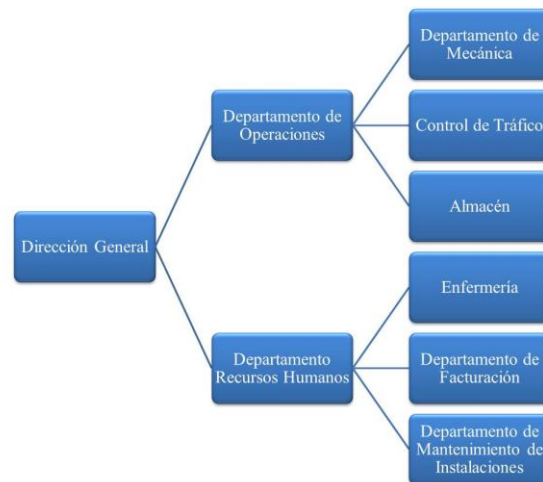 Dirección General
Departamento de
Operaciones
Departamento de
Mecánica
Control de Tráfico
Almacén
Departamento
Recursos Humanos
Enfermería
Departamento de
Facturación
Departamento de
Mantenimiento de
Instalaciones